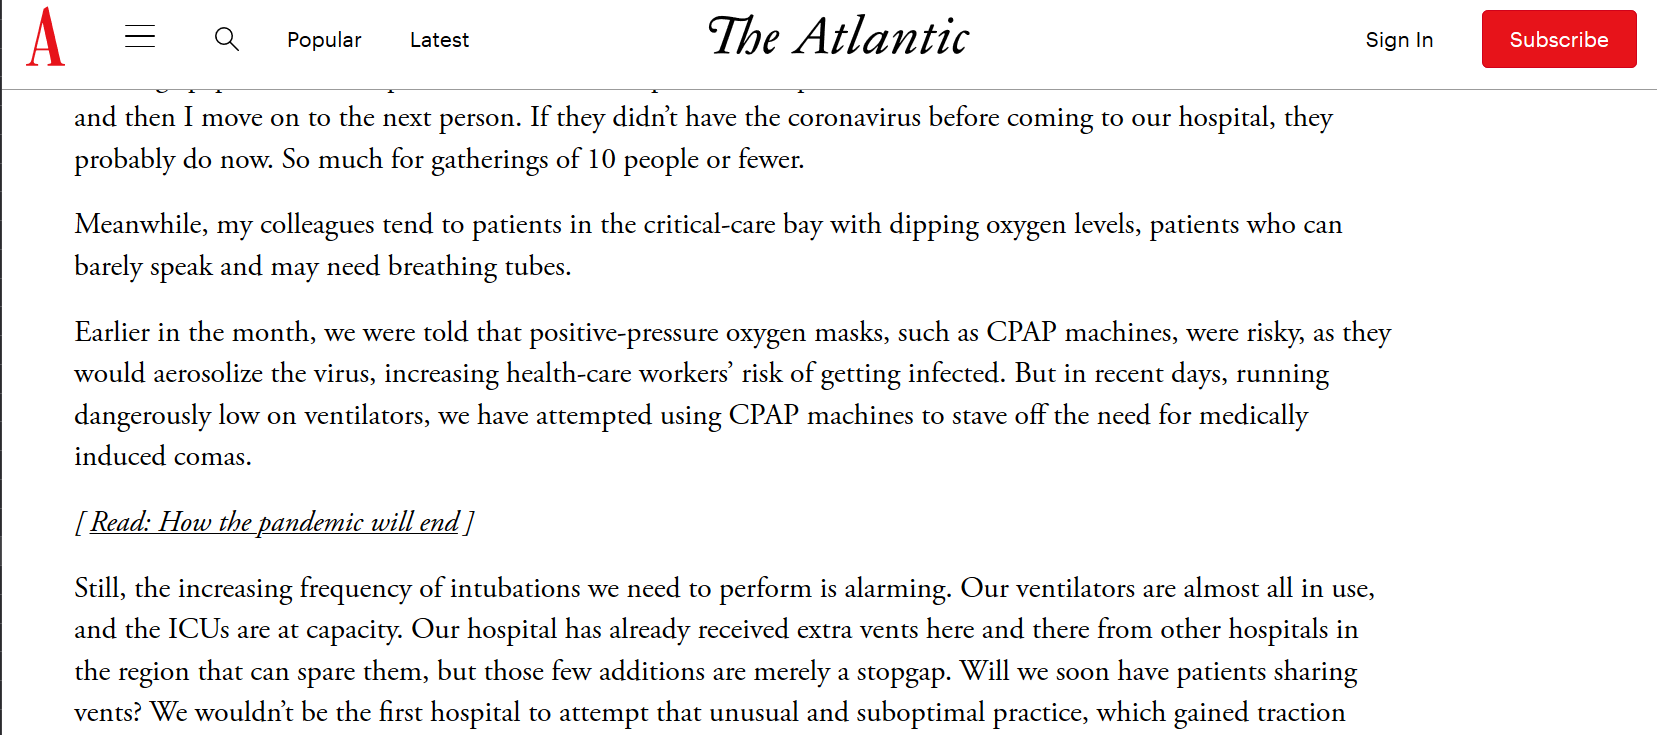 A
Popular
Latest
The Atlantic
Sign In
Subscribe
and then I move on to the next person. If they didn’t have the coronavirus before coming to our hospital, they
probably do now. So much for gatherings of 10 people or fewer.
Meanwhile, my colleagues tend to patients in the critical-care bay with dipping oxygen levels, patients who can
barely speak and may need breathing tubes.
Earlier in the month, we were told that positive-pressure oxygen masks, such as CPAP machines, were risky, as they
would aerosolize the virus, increasing health-care workers’ risk of getting infected. But in recent days, running
dangerously low on ventilators, we have attempted using CPAP machines to stave off the need for medically
induced comas.
[ Read: How the pandemic will end ]
Still, the increasing frequency of intubations we need to perform is alarming. Our ventilators are almost all in use,
and the ICUs are at capacity. Our hospital has already received extra vents here and there from other hospitals in
the region that can spare them, but those few additions are merely a stopgap. Will we soon have patients sharing
vents? We wouldn’t be the first hospital to attempt that unusual and suboptimal practice, which gained traction